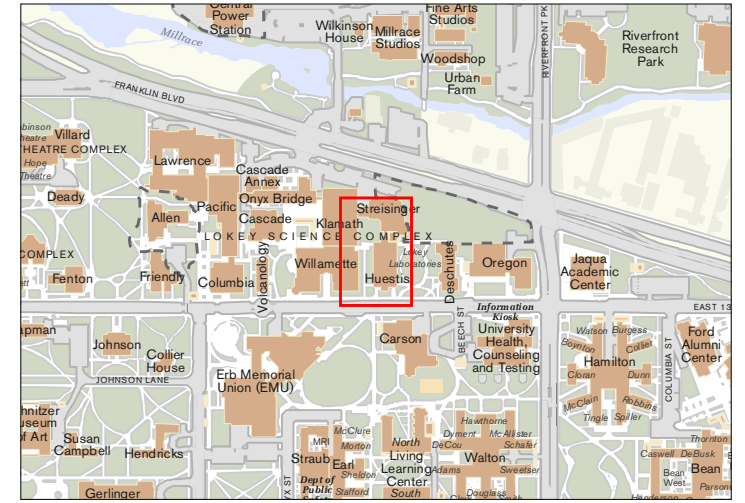 Central
Power
Station
Wilkinson
House
Millrace
Studios
Fine Arts
Studios
Woodshop
Urban
Farm
RIVERFRONT PK
Riverfront
Research
Park
Millrace
FRANKLIN BLVD
Villard
THEATRE COMPLEX
Hope
Theatre
Deady
Lawrence
Cascade
Annex
Onyx Bridge
Pacific
Cascade
Allen
Klamath
Streisinger
LOKEY SCIENCE COMPLEX
COMPLEX
Fenton
Friendly
Columbia
Volcanology
Willamette
Huestis
Lokey
Laboratories
Deschutes
Oregon
Jaqua
Academic
Center
EAST 13
Information
Kiosk
BEECH ST
University
Health,
Counseling
and Testing
Carson
Johnson
Collier
House
JOHNSON LANE
Erb Memorial
Union (EMU)
Watson
Burgess
Boynton
Collier
Hamilton
Cloran
Dunn
McClain
Robbins
Tingle
Spiller
COLUMBIA ST
Ford
Alumni
Center
Susan
Campbell
Hendricks
of Art
Gerlinger
MRI
Straub
Earl
McClure
Morton
Sheldon
Stafford
Dept of
Public
North
Living
Learning
Center
South
Hawthorne
Dyment
McAlister
DeCou
Schafer
Walton
Adams
Sweetser
Douglass
Thornton
Caswell
DeBusk
Bean
West
Bean
Parsons